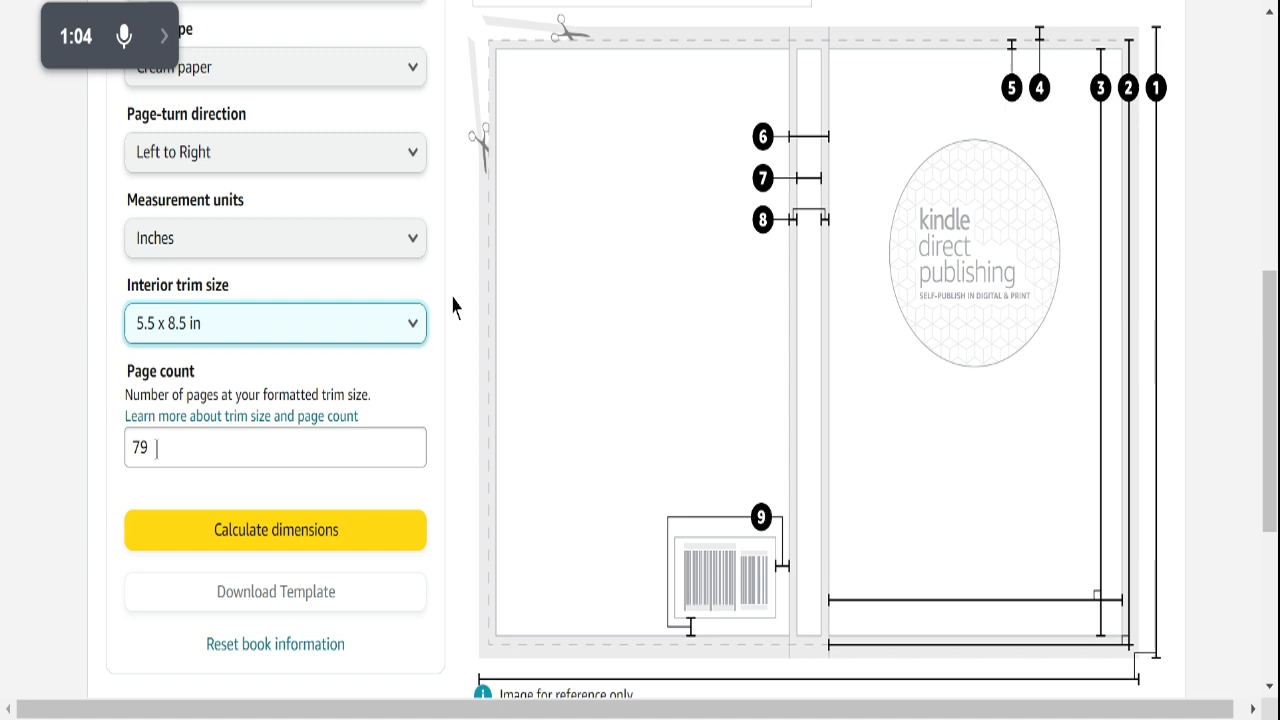 1:04
pe
Cream paper
Page-turn direction
Left to Right
Measurement units
Inches
Interior trim size
5.5 x 8.5 in
Page count
Number of pages at your formatted trim size.
Learn more about trim size and page count
79
Calculate dimensions
Download Template
Reset book information
5 4 3 2 1
6
7
8
kindle
direct
publishing
SELF-PUBLISH IN DIGITAL & PRINT
9
i Image for reference only